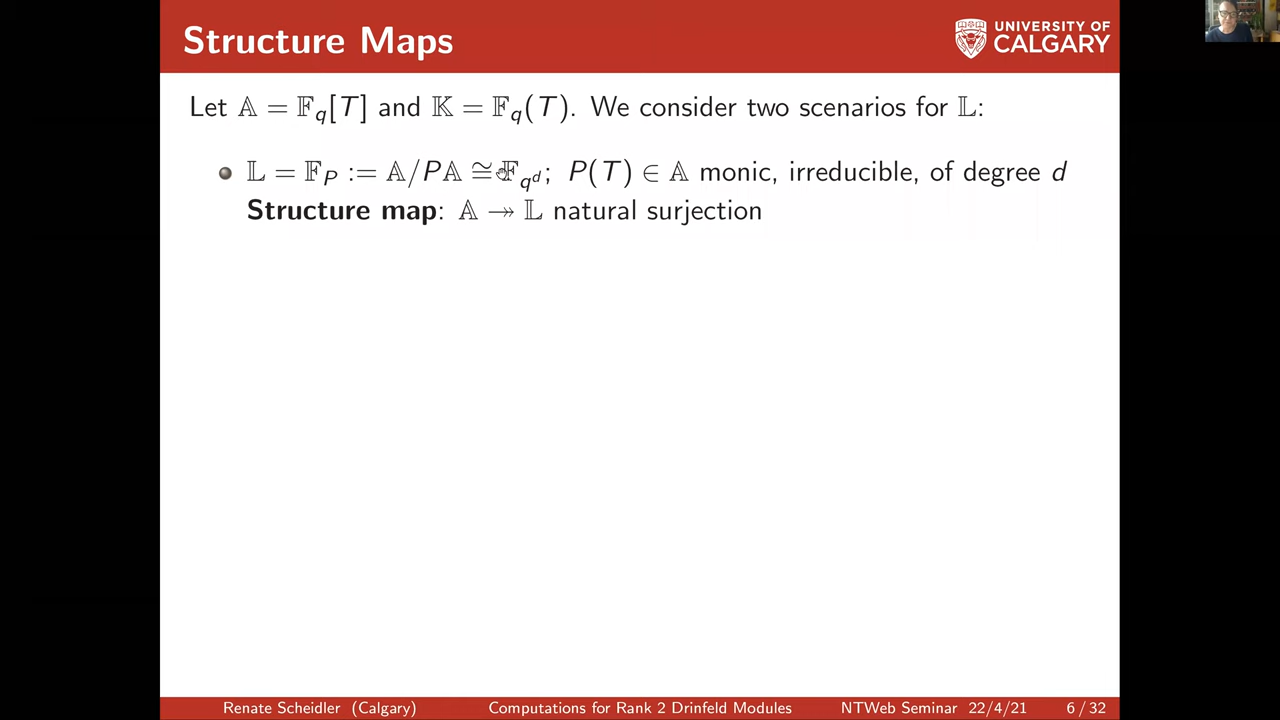 Structure Maps
UNIVERSITY OF
CALGARY
Let 𝔸 = 𝔽_q[T] and 𝕂 = 𝔽_q(T). We consider two scenarios for 𝕃:
• 𝕃 = 𝔽_P := 𝔸/P𝔸 ≅ 𝔽_{q^d}; P(T) ∈ 𝔸 monic, irreducible, of degree d
Structure map: 𝔸 ↠ 𝕃 natural surjection
Renate Scheidler (Calgary) Computations for Rank 2 Drinfeld Modules NTWeb Seminar 22/4/21 6 / 32